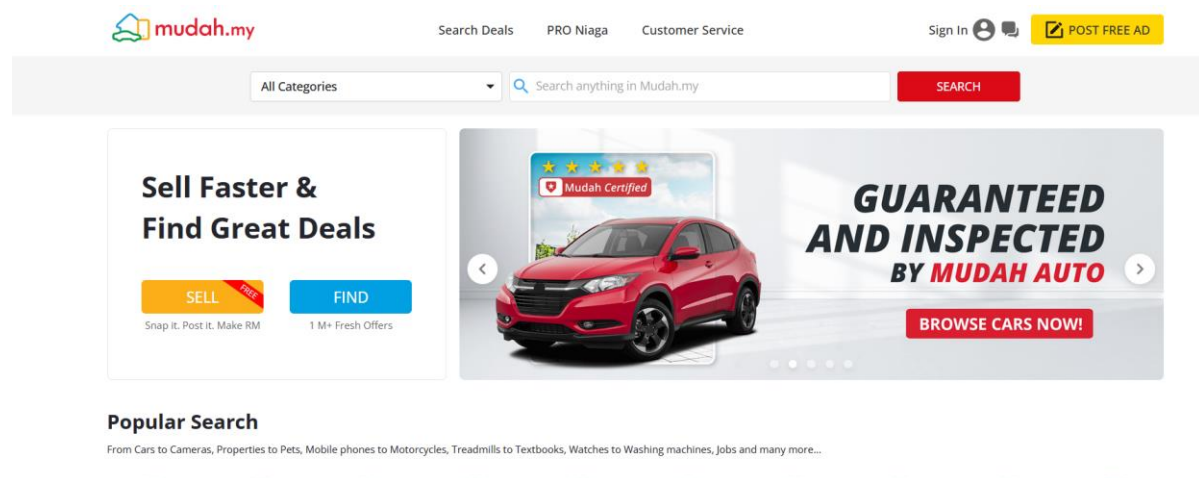 mudah.my
Search Deals
PRO Niaga
Customer Service
Sign In
POST FREE AD
All Categories
Search anything in Mudah.my
SEARCH
Sell Faster &
Find Great Deals
SELL
FREE
FIND
Snap it. Post it. Make RM
1 M+ Fresh Offers
Mudah Certified
GUARANTEED
AND INSPECTED
BY MUDAH AUTO
BROWSE CARS NOW!
Popular Search
From Cars to Cameras, Properties to Pets, Mobile phones to Motorcycles, Treadmills to Textbooks, Watches to Washing machines, Jobs and many more...